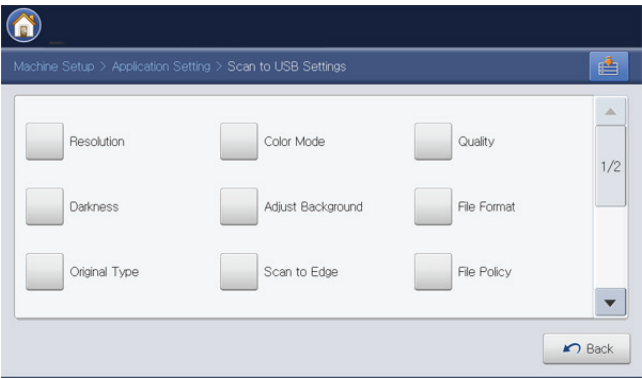 Machine Setup > Application Setting > Scan to USB Settings
Resolution Color Mode Quality
1/2
Darkness Adjust Background File Format
Original Type Scan to Edge File Policy
Back